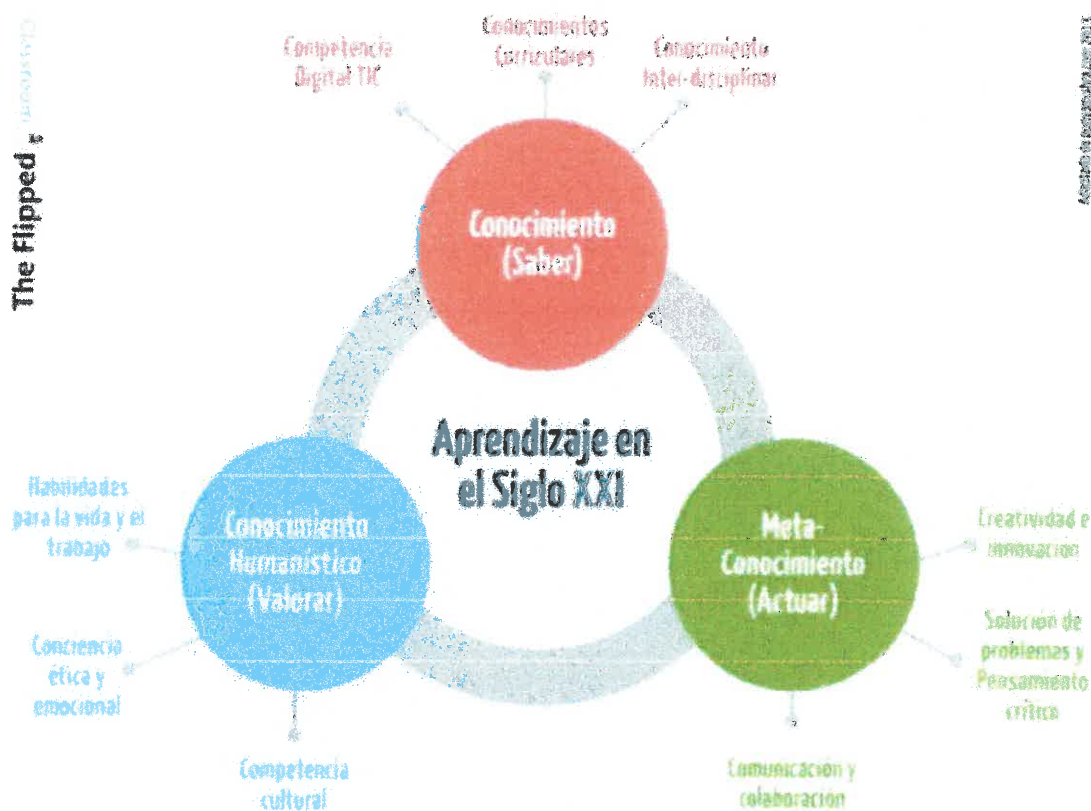 The Flipped
Classroom
Competencia
Digital TIC
Conocimientos
Curriculares
Conocimiento
Inter-disciplinar
Conocimiento
(Saber)
Aprendizaje en
el Siglo XXI
Habilidades
para la vida y el
trabajo
Conocimiento
Humanístico
(Valorar)
Meta-
Conocimiento
(Actuar)
Creatividad e
innovación
Conciencia
ética y
emocional
Solución de
problemas y
Pensamiento
crítico
Competencia
cultural
Comunicación y
colaboración